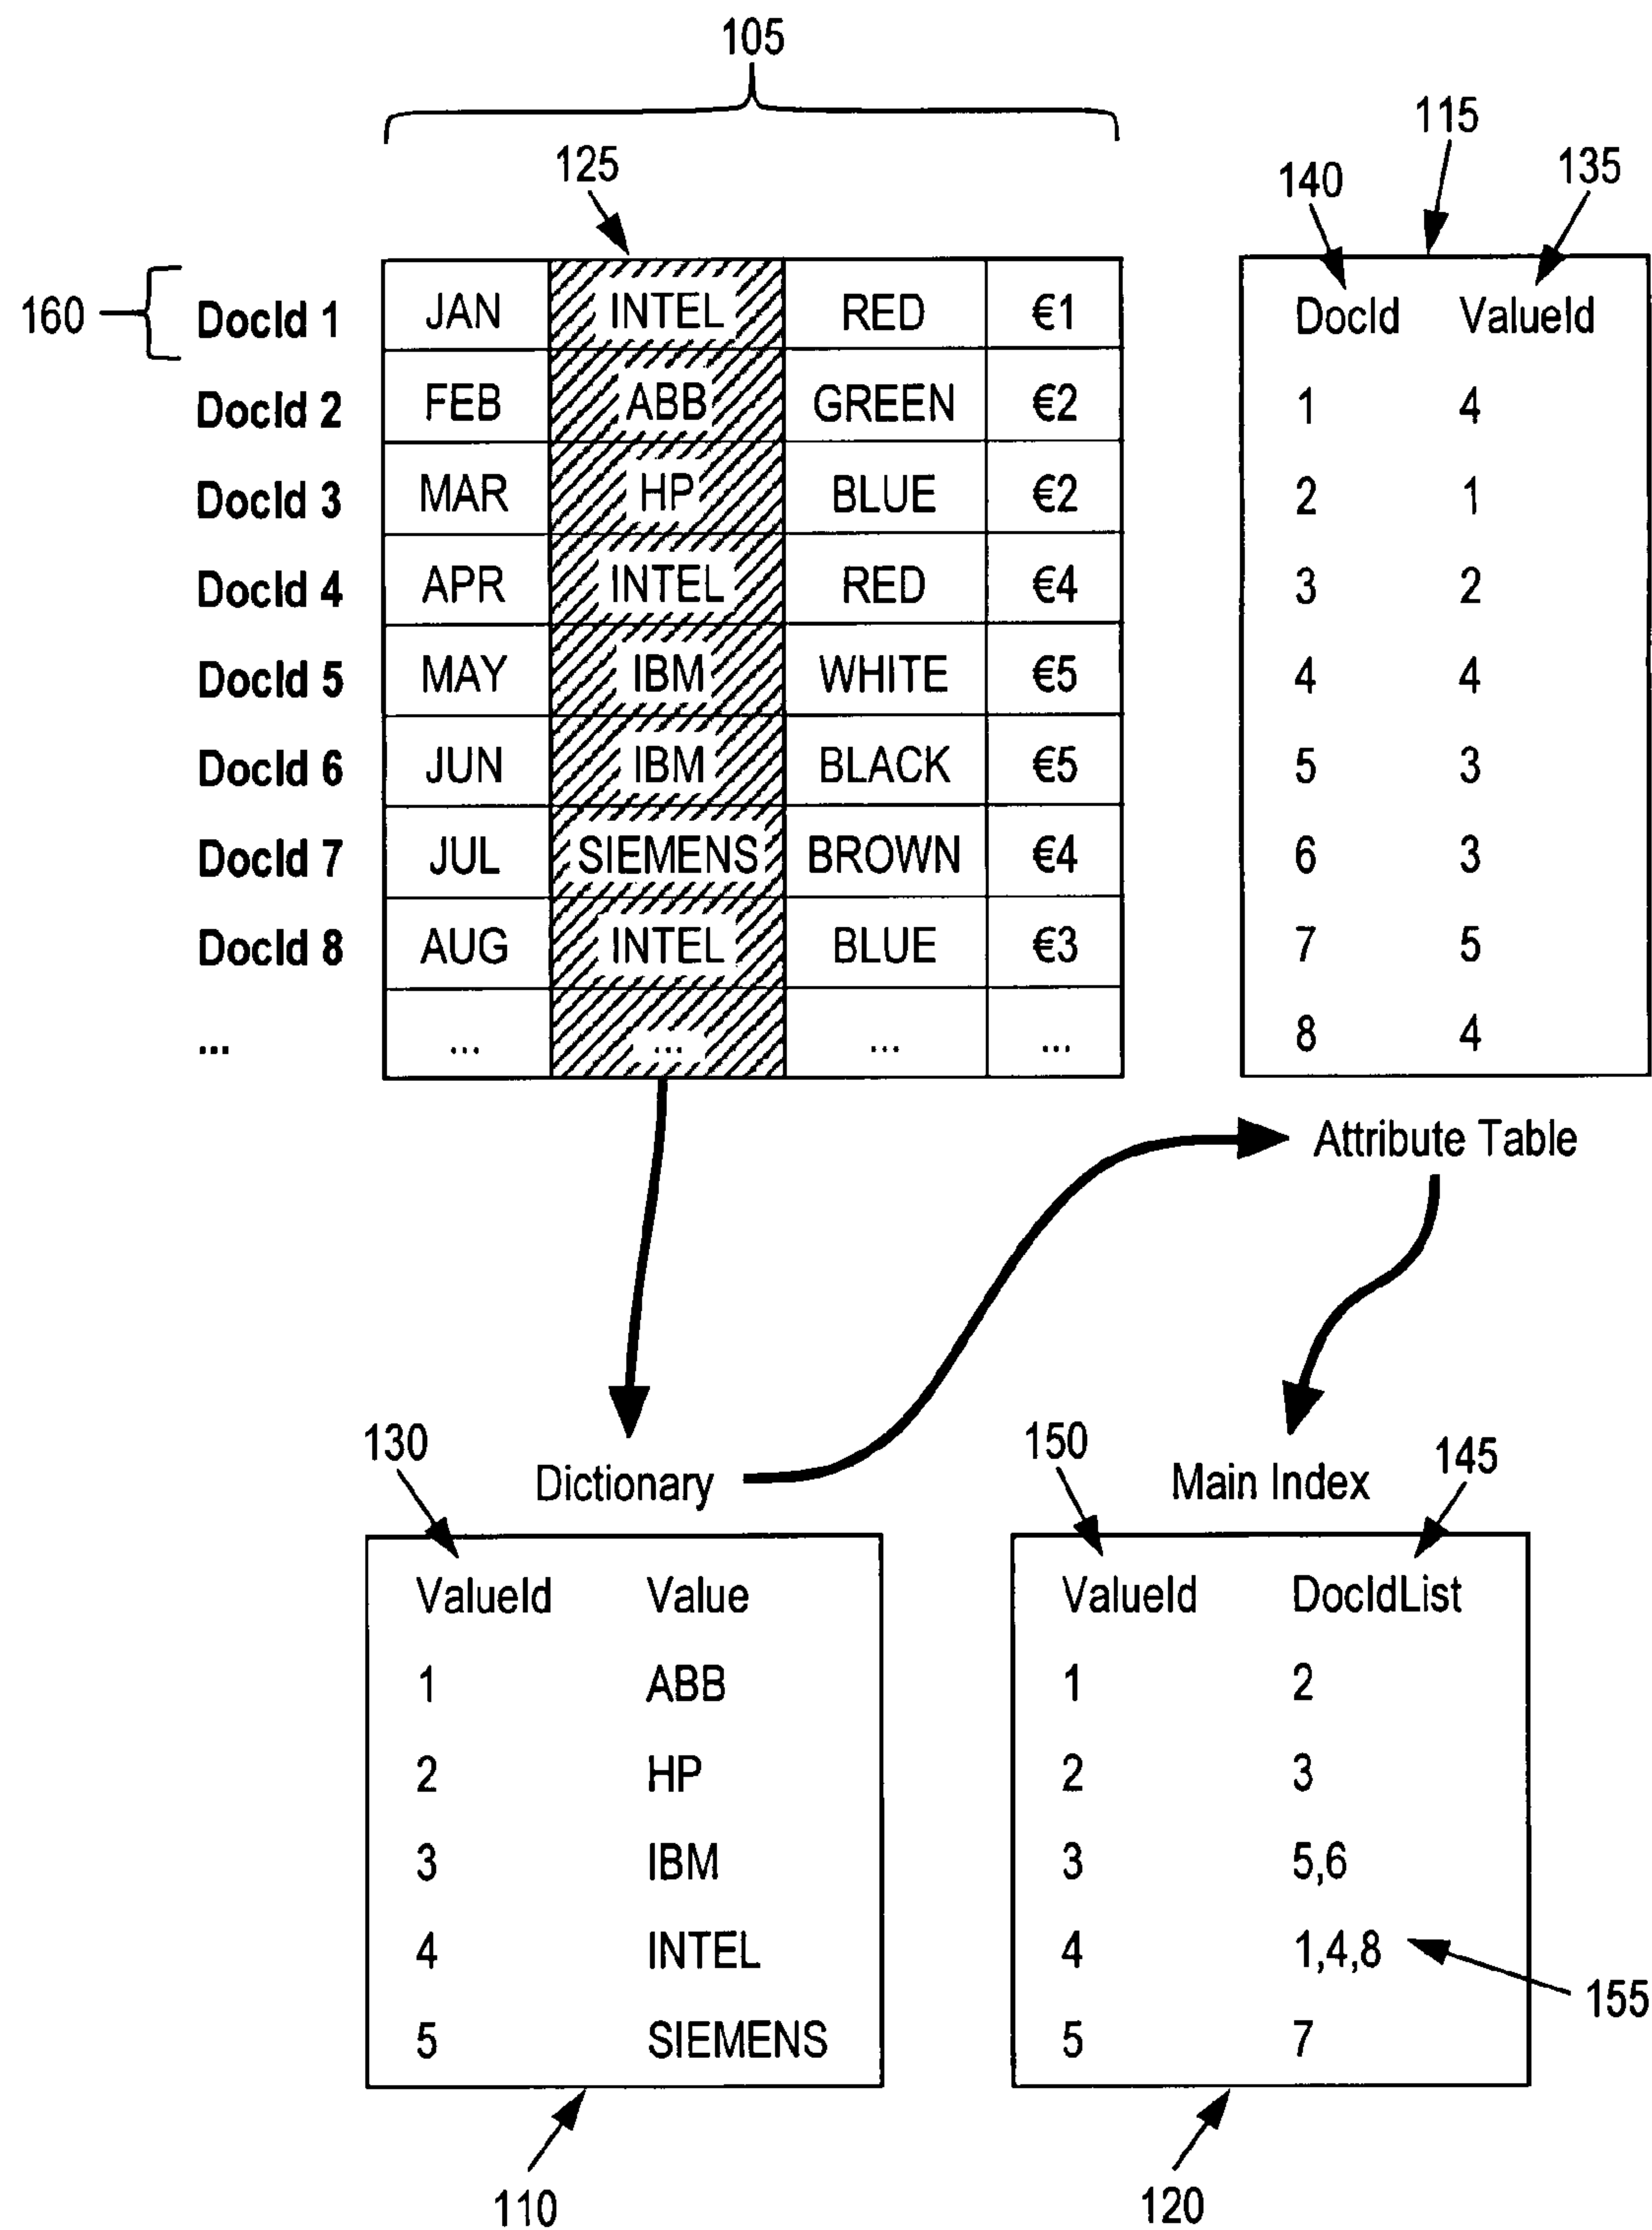 105
125
115
140
135
160
DocId 1 JAN INTEL RED €1
DocId 2 FEB ABB GREEN €2
DocId 3 MAR HP BLUE €2
DocId 4 APR INTEL RED €4
DocId 5 MAY IBM WHITE €5
DocId 6 JUN IBM BLACK €5
DocId 7 JUL SIEMENS BROWN €4
DocId 8 AUG INTEL BLUE €3
... ... ... ... ...
DocId ValueId
1 4
2 1
3 2
4 4
5 3
6 3
7 5
8 4
Attribute Table
130
Dictionary
ValueId Value
1 ABB
2 HP
3 IBM
4 INTEL
5 SIEMENS
110
150
145
Main Index
ValueId DocIdList
1 2
2 3
3 5,6
4 1,4,8
5 7
155
120